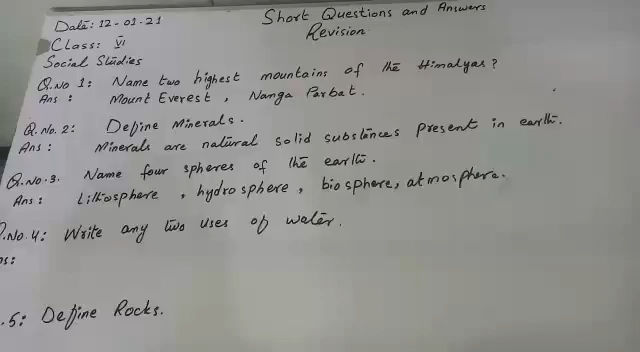 Date: 12-01-21
Short Questions and Answers
Class: VI
Revision
Social Studies
Q.No 1: Name two highest mountains of the Himalyas?
Ans : Mount Everest , Nanga Parbat.
Q.No.2: Define Minerals.
Ans : Minerals are natural solid substances present in earth.
Q.No.3. Name four spheres of the earth.
Ans : Lithosphere , hydrosphere, biosphere, atmosphere.
.No.4: Write any two uses of water.
ns:
.5: Define Rocks.